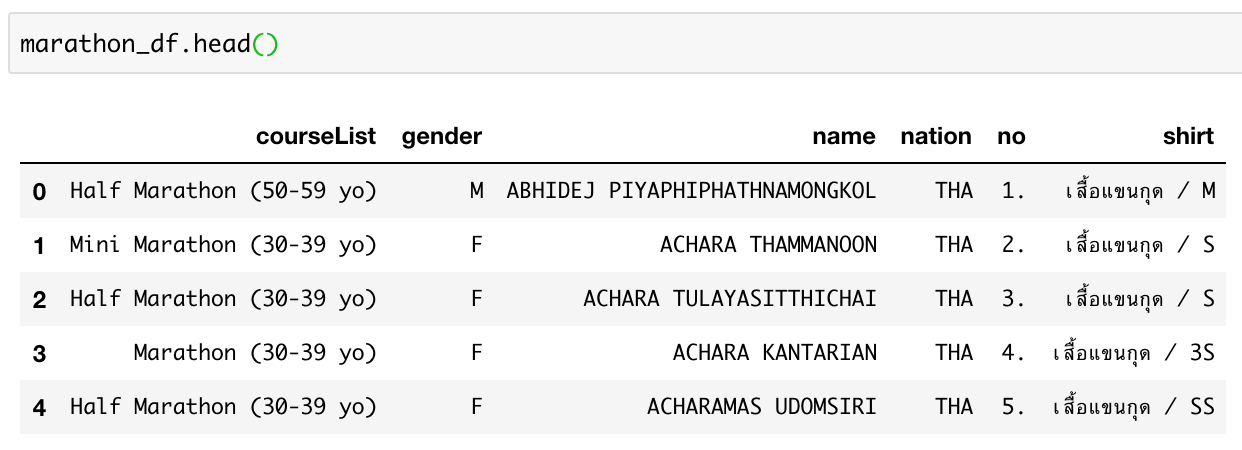 marathon_df.head()
courseList gender name nation no shirt
0 Half Marathon (50-59 yo) M ABHIDEJ PIYAPHIPHATHNAMONGKOL THA 1. เสื้อแขนกุด / M
1 Mini Marathon (30-39 yo) F ACHARA THAMMANOON THA 2. เสื้อแขนกุด / S
2 Half Marathon (30-39 yo) F ACHARA TULAYASITTHICHAI THA 3. เสื้อแขนกุด / S
3 Marathon (30-39 yo) F ACHARA KANTARIAN THA 4. เสื้อแขนกุด / 3S
4 Half Marathon (30-39 yo) F ACHARAMAS UDOMSIRI THA 5. เสื้อแขนกุด / SS